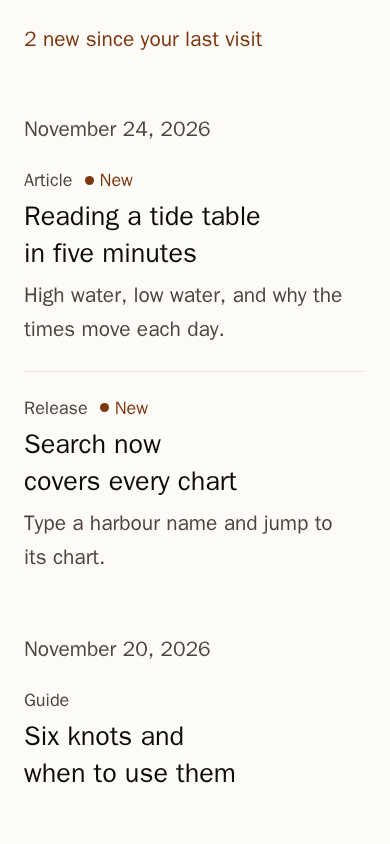 2 new since your last visit
November 24, 2026
Article New
Reading a tide table
in five minutes
High water, low water, and why the
times move each day.
Release New
Search now
covers every chart
Type a harbour name and jump to
its chart.
November 20, 2026
Guide
Six knots and
when to use them